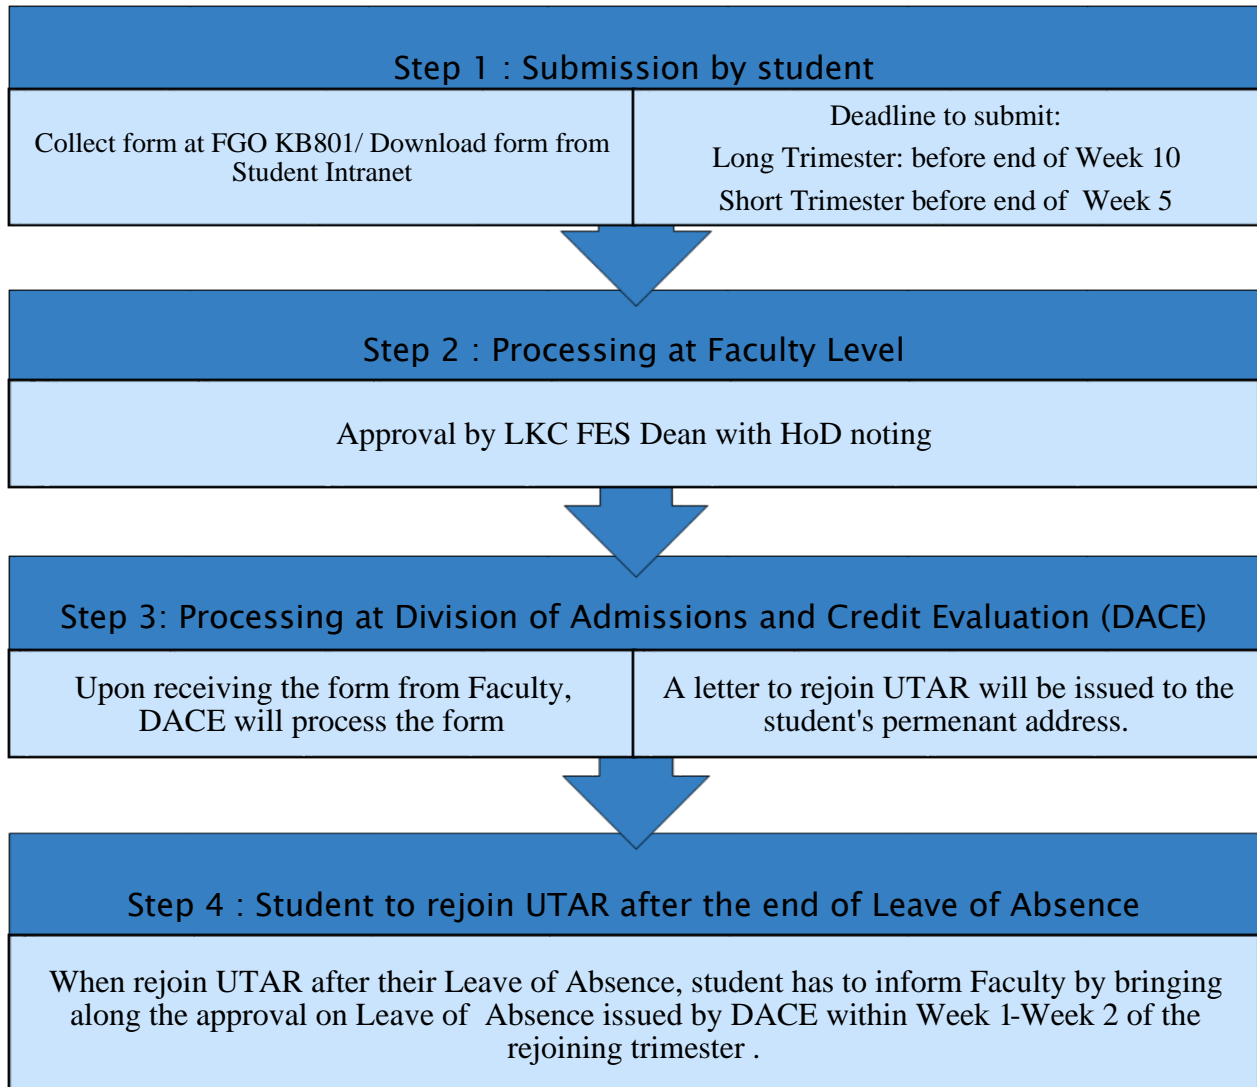 Step 1 : Submission by student
Collect form at FGO KB801/ Download form from
Student Intranet
Deadline to submit:
Long Trimester: before end of Week 10
Short Trimester before end of  Week 5
Step 2 : Processing at Faculty Level
Approval by LKC FES Dean with HoD noting
Step 3: Processing at Division of Admissions and Credit Evaluation (DACE)
Upon receiving the form from Faculty,
DACE will process the form
A letter to rejoin UTAR will be issued to the
student's permenant address.
Step 4 : Student to rejoin UTAR after the end of Leave of Absence
When rejoin UTAR after their Leave of Absence, student has to inform Faculty by bringing
along the approval on Leave of  Absence issued by DACE within Week 1-Week 2 of the
rejoining trimester .